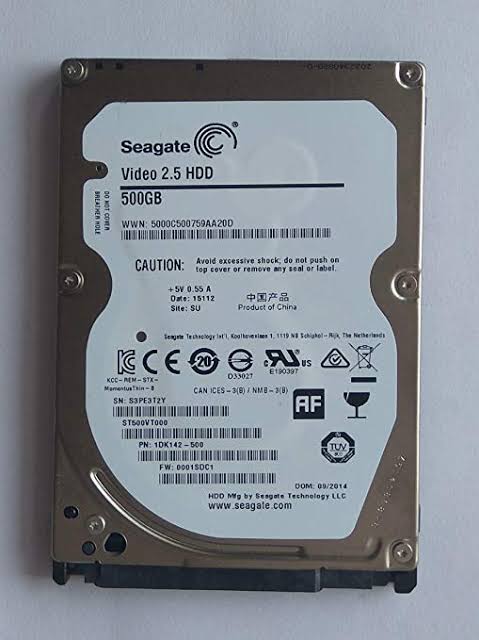 Seagate
Video 2.5 HDD
500GB
DO NOT COVER
BREATHER HOLE
WWN: 5000C500759AA20D
CAUTION: Avoid excessive shock; do not push on
top cover or remove any seal or label.
+5V 0.55 A
Date: 15112
Site: SU
中国产品
Product of China
Seagate Technology Int'l, Koolhovenlaan 1, 1119 NB Schiphol-Rijk, The Netherlands
20
D33027
C US
E190397
KCC-REM-STX-
MomentusThin-B
CAN ICES-3(B) / NMB-3(B)
SN: S3PE3T2Y
AF
ST500VT000
TÜV
PN: 1DK142-500
FW: 0001SDC1
DOM: 09/2014
HDD Mfg by Seagate Technology LLC
www.seagate.com